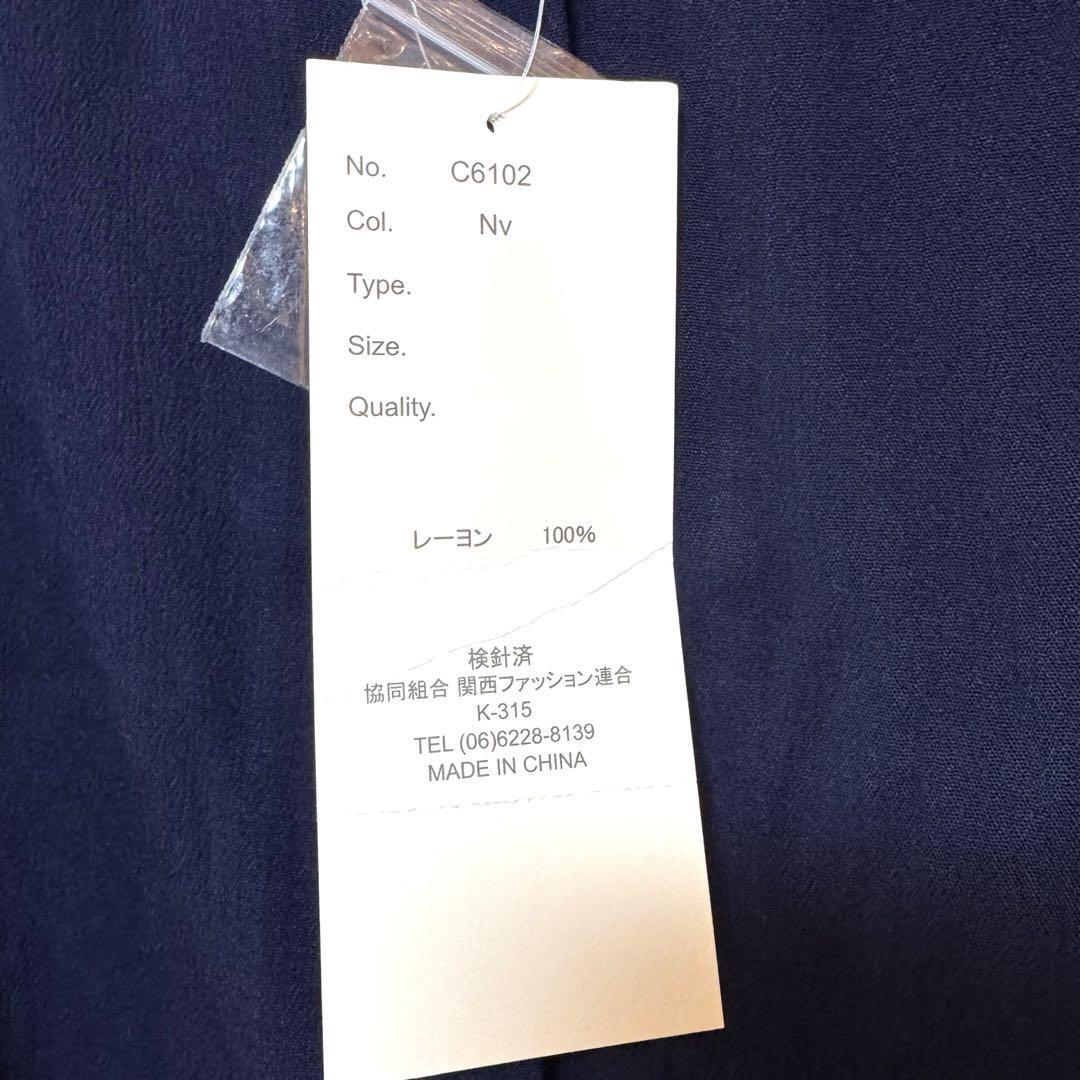 No. C6102
Col. Nv
Type.
Size.
Quality.
レーヨン 100%
検針済
協同組合 関西ファッション連合
K-315
TEL (06)6228-8139
MADE IN CHINA